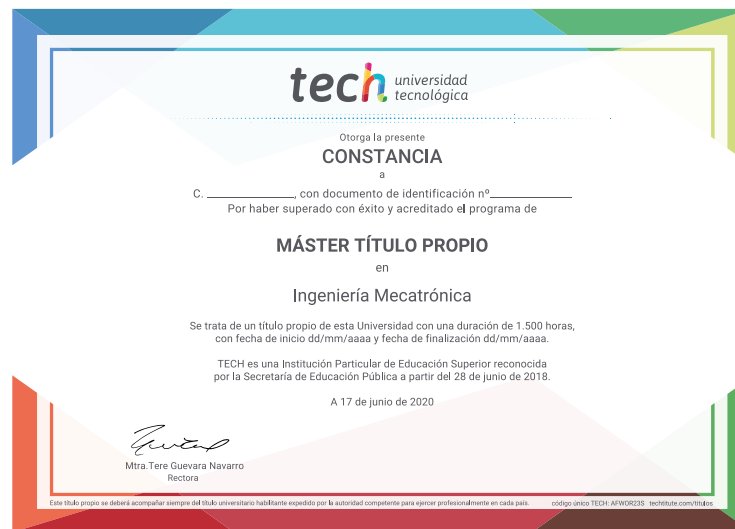 tech universidad
tecnológica
Otorga la presente
CONSTANCIA
a
C. ______________, con documento de identificación nº_____________
Por haber superado con éxito y acreditado el programa de
MÁSTER TÍTULO PROPIO
en
Ingeniería Mecatrónica
Se trata de un título propio de esta Universidad con una duración de 1.500 horas,
con fecha de inicio dd/mm/aaaa y fecha de finalización dd/mm/aaaa.
TECH es una Institución Particular de Educación Superior reconocida
por la Secretaría de Educación Pública a partir del 28 de junio de 2018.
A 17 de junio de 2020
Mtra.Tere Guevara Navarro
Rectora
Este título propio se deberá acompañar siempre del título universitario habilitante expedido por la autoridad competente para ejercer profesionalmente en cada país. código único TECH: AFWOR23S techtitute.com/títulos